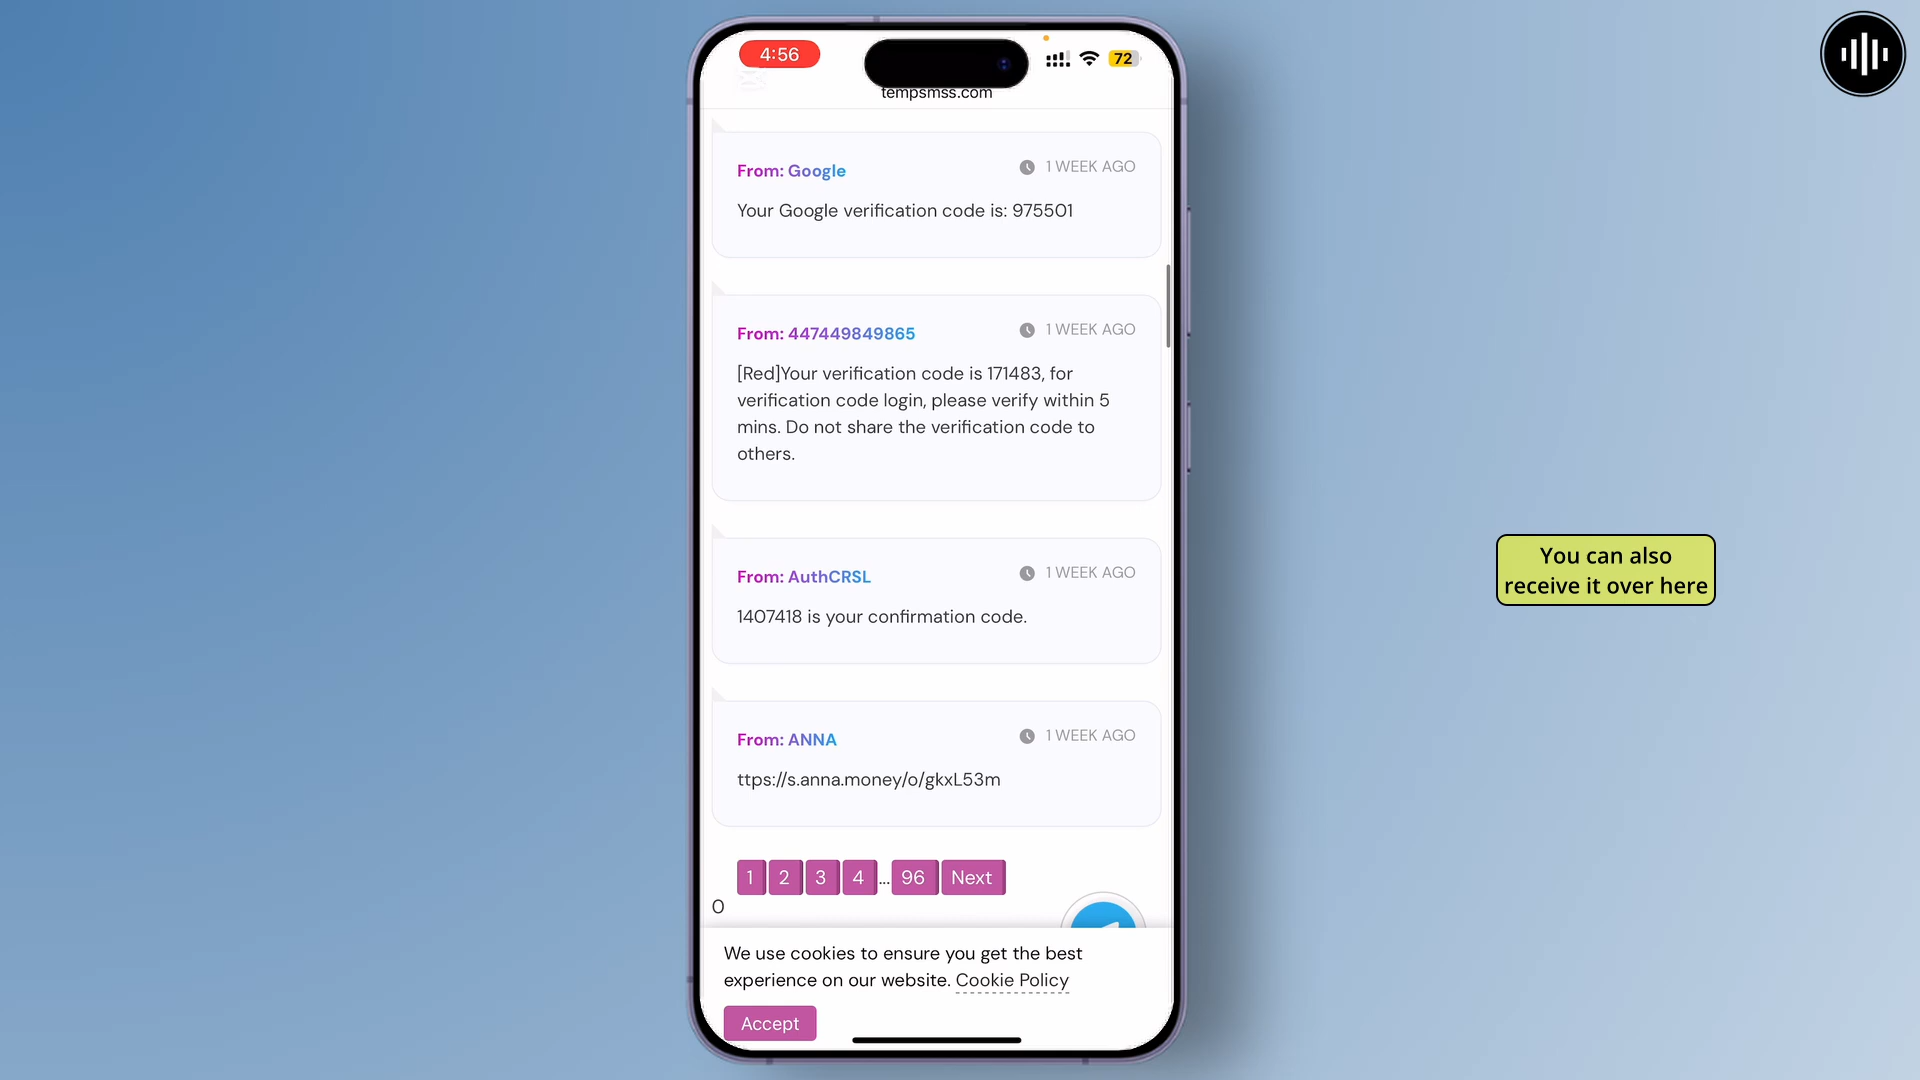 4:56
72
tempsmss.com
From: Google
1 WEEK AGO
Your Google verification code is: 975501
From: 447449849865
1 WEEK AGO
[Red]Your verification code is 171483, for
verification code login, please verify within 5
mins. Do not share the verification code to
others.
From: AuthCRSL
1 WEEK AGO
1407418 is your confirmation code.
From: ANNA
1 WEEK AGO
ttps://s.anna.money/o/gkxL53m
1 2 3 4 ... 96 Next
0
We use cookies to ensure you get the best
experience on our website. Cookie Policy
Accept
You can also
receive it over here